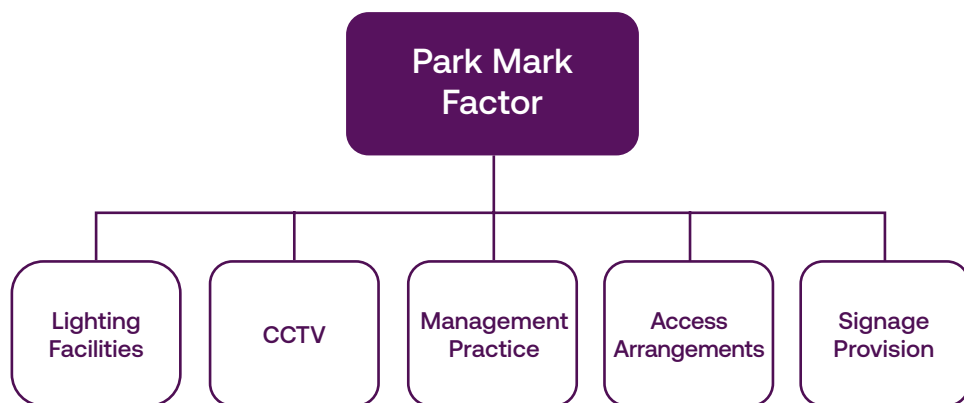 Park Mark
Factor
Lighting
Facilities
CCTV
Management
Practice
Access
Arrangements
Signage
Provision